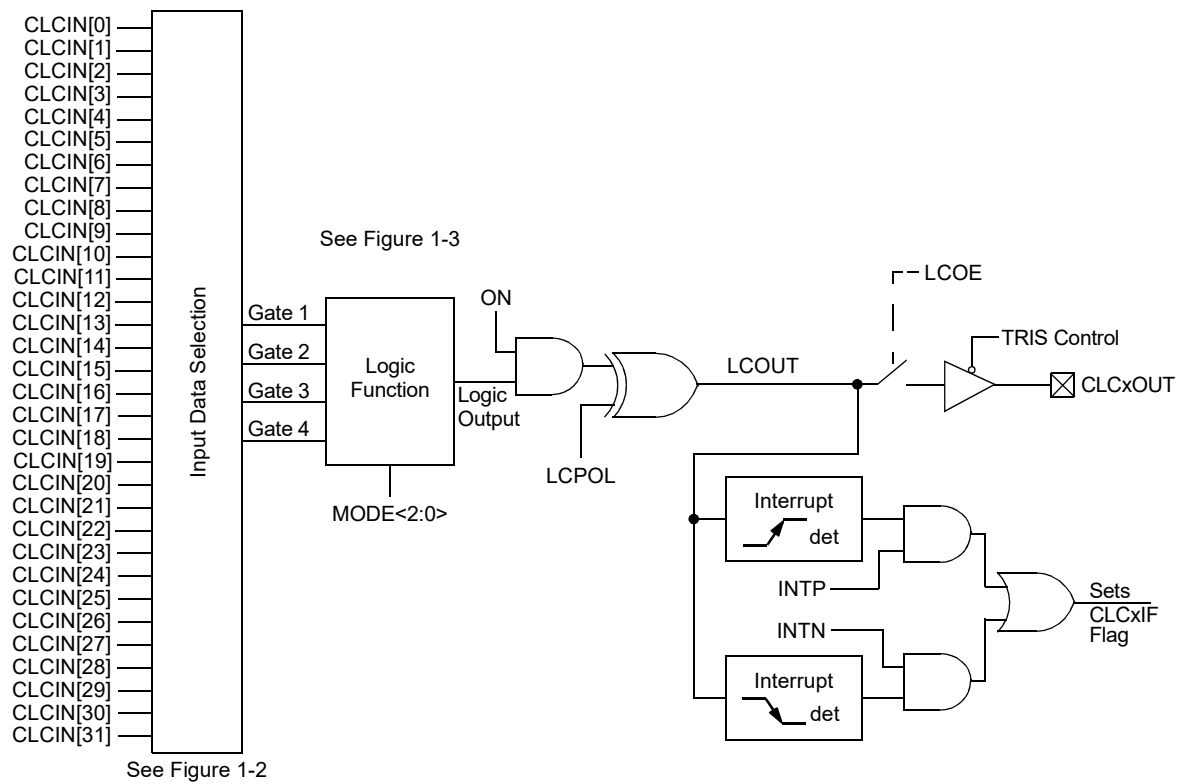 CLCIN[0]
CLCIN[1]
CLCIN[2]
CLCIN[3]
CLCIN[4]
CLCIN[5]
CLCIN[6]
CLCIN[7]
CLCIN[8]
CLCIN[9]
CLCIN[10]
CLCIN[11]
CLCIN[12]
CLCIN[13]
CLCIN[14]
CLCIN[15]
CLCIN[16]
CLCIN[17]
CLCIN[18]
CLCIN[19]
CLCIN[20]
CLCIN[21]
CLCIN[22]
CLCIN[23]
CLCIN[24]
CLCIN[25]
CLCIN[26]
CLCIN[27]
CLCIN[28]
CLCIN[29]
CLCIN[30]
CLCIN[31]
Input Data Selection
See Figure 1-2
Gate 1
Gate 2
Gate 3
Gate 4
See Figure 1-3
Logic
Function
MODE<2:0>
Logic
Output
ON
LCPOL
LCOUT
LCOE
TRIS Control
CLCxOUT
Interrupt
det
INTP
INTN
Interrupt
det
Sets
CLCxIF
Flag